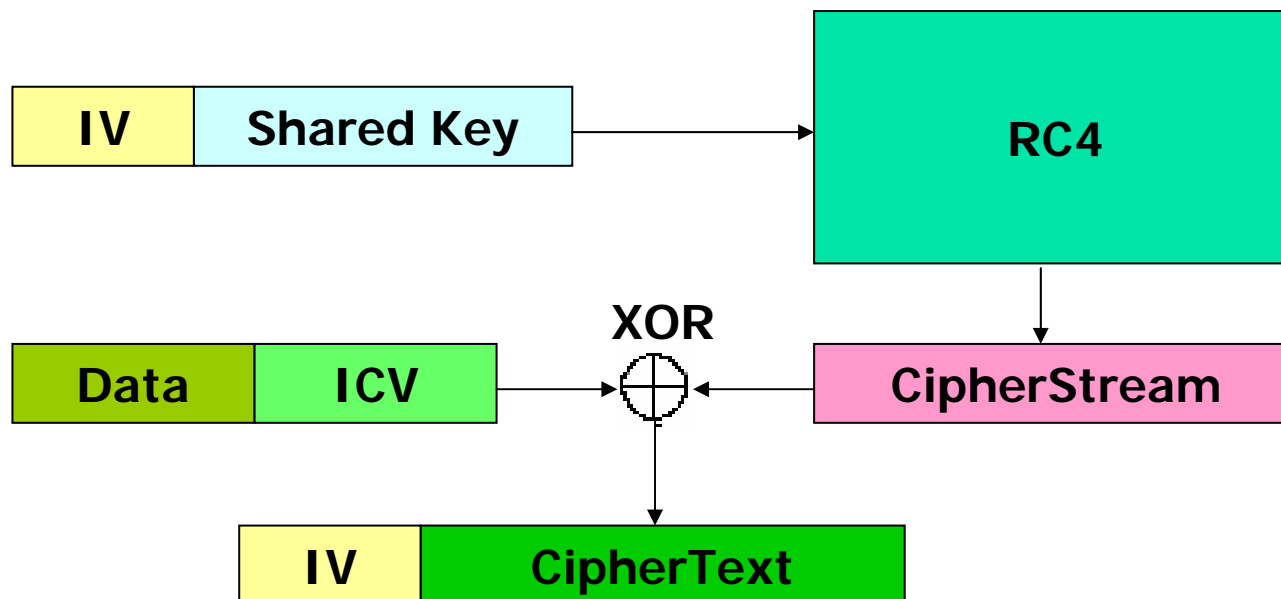 IV Shared Key
RC4
XOR
Data ICV
CipherStream
IV CipherText